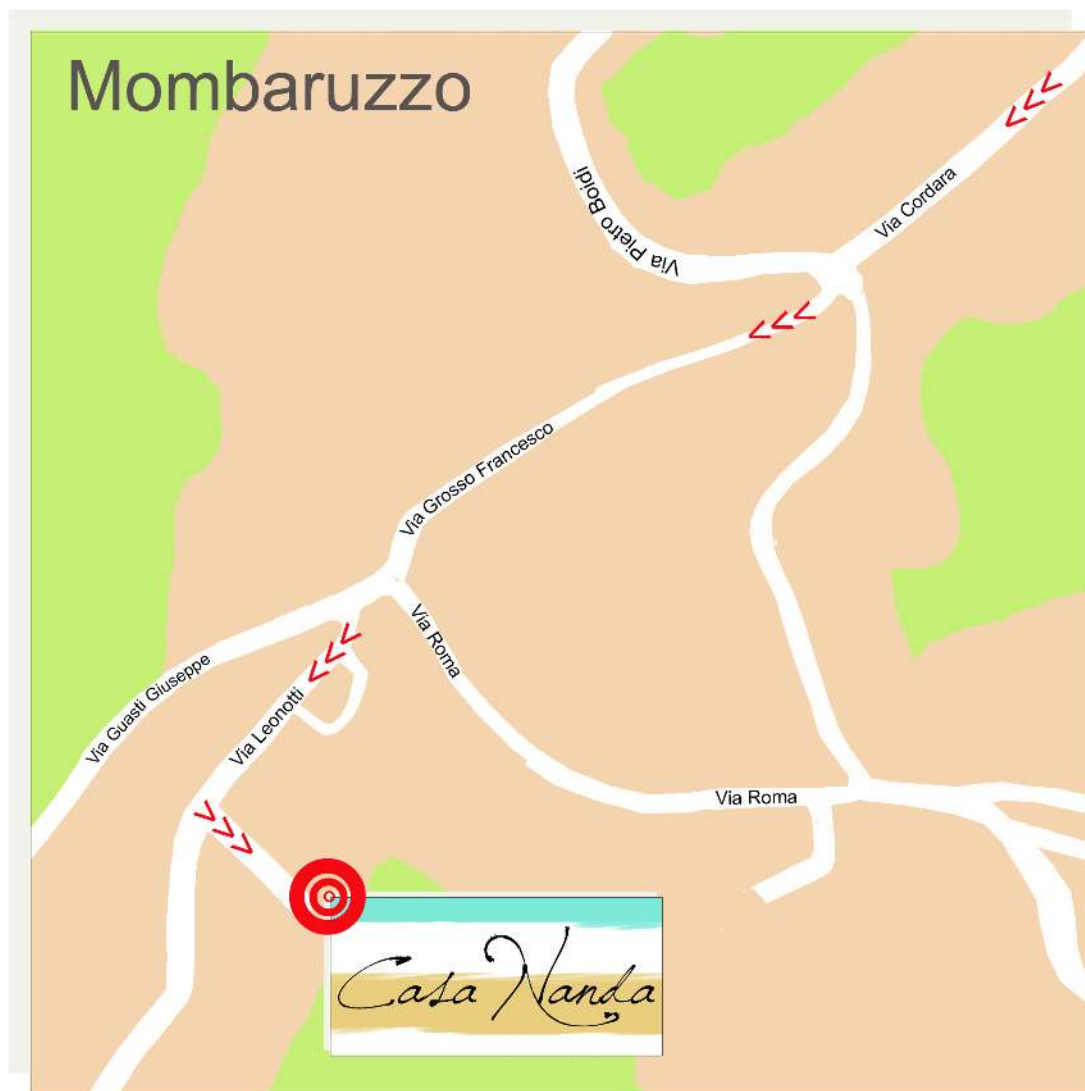 Mombaruzzo
Via Cordara
Via Pietro Boidi
Via Grosso Francesco
Via Roma
Via Guasti Giuseppe
Via Leonotti
Via Roma
Casa Nanda